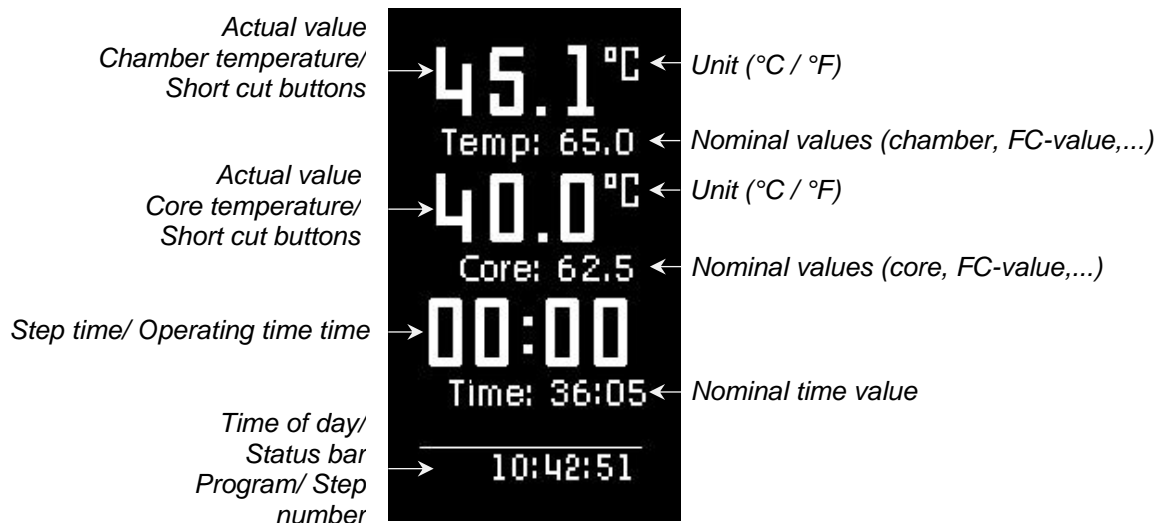 Actual value
Chamber temperature/
Short cut buttons
45.1°C
Unit (°C / °F)
Temp: 65.0
Nominal values (chamber, FC-value,...)
Actual value
Core temperature/
Short cut buttons
40.0°C
Unit (°C / °F)
Core: 62.5
Nominal values (core, FC-value,...)
Step time/ Operating time time
00:00
Time: 36:05
Nominal time value
Time of day/
Status bar
Program/ Step
number
10:42:51